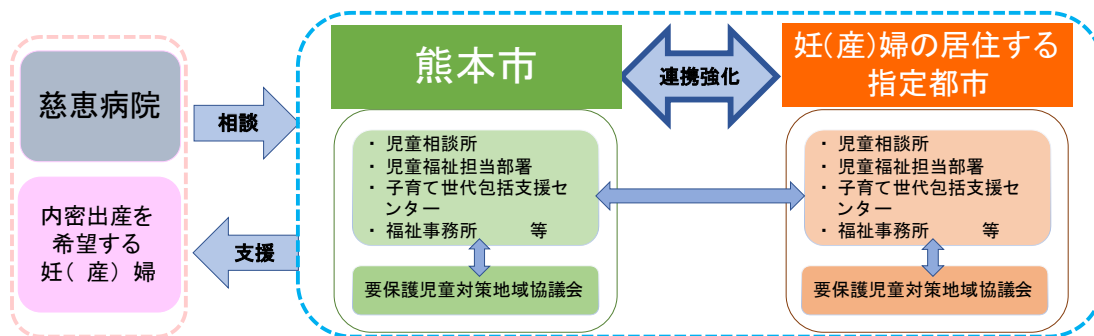 慈恵病院
内密出産を
希望する
妊( 産) 婦
相談
支援
熊本市
・ 児童相談所
・ 児童福祉担当部署
・ 子育て世代包括支援セ
ンター
・ 福祉事務所 等
要保護児童対策地域協議会
連携強化
妊(産)婦の居住する
指定都市
・ 児童相談所
・ 児童福祉担当部署
・ 子育て世代包括支援セ
ンター
・ 福祉事務所 等
要保護児童対策地域協議会